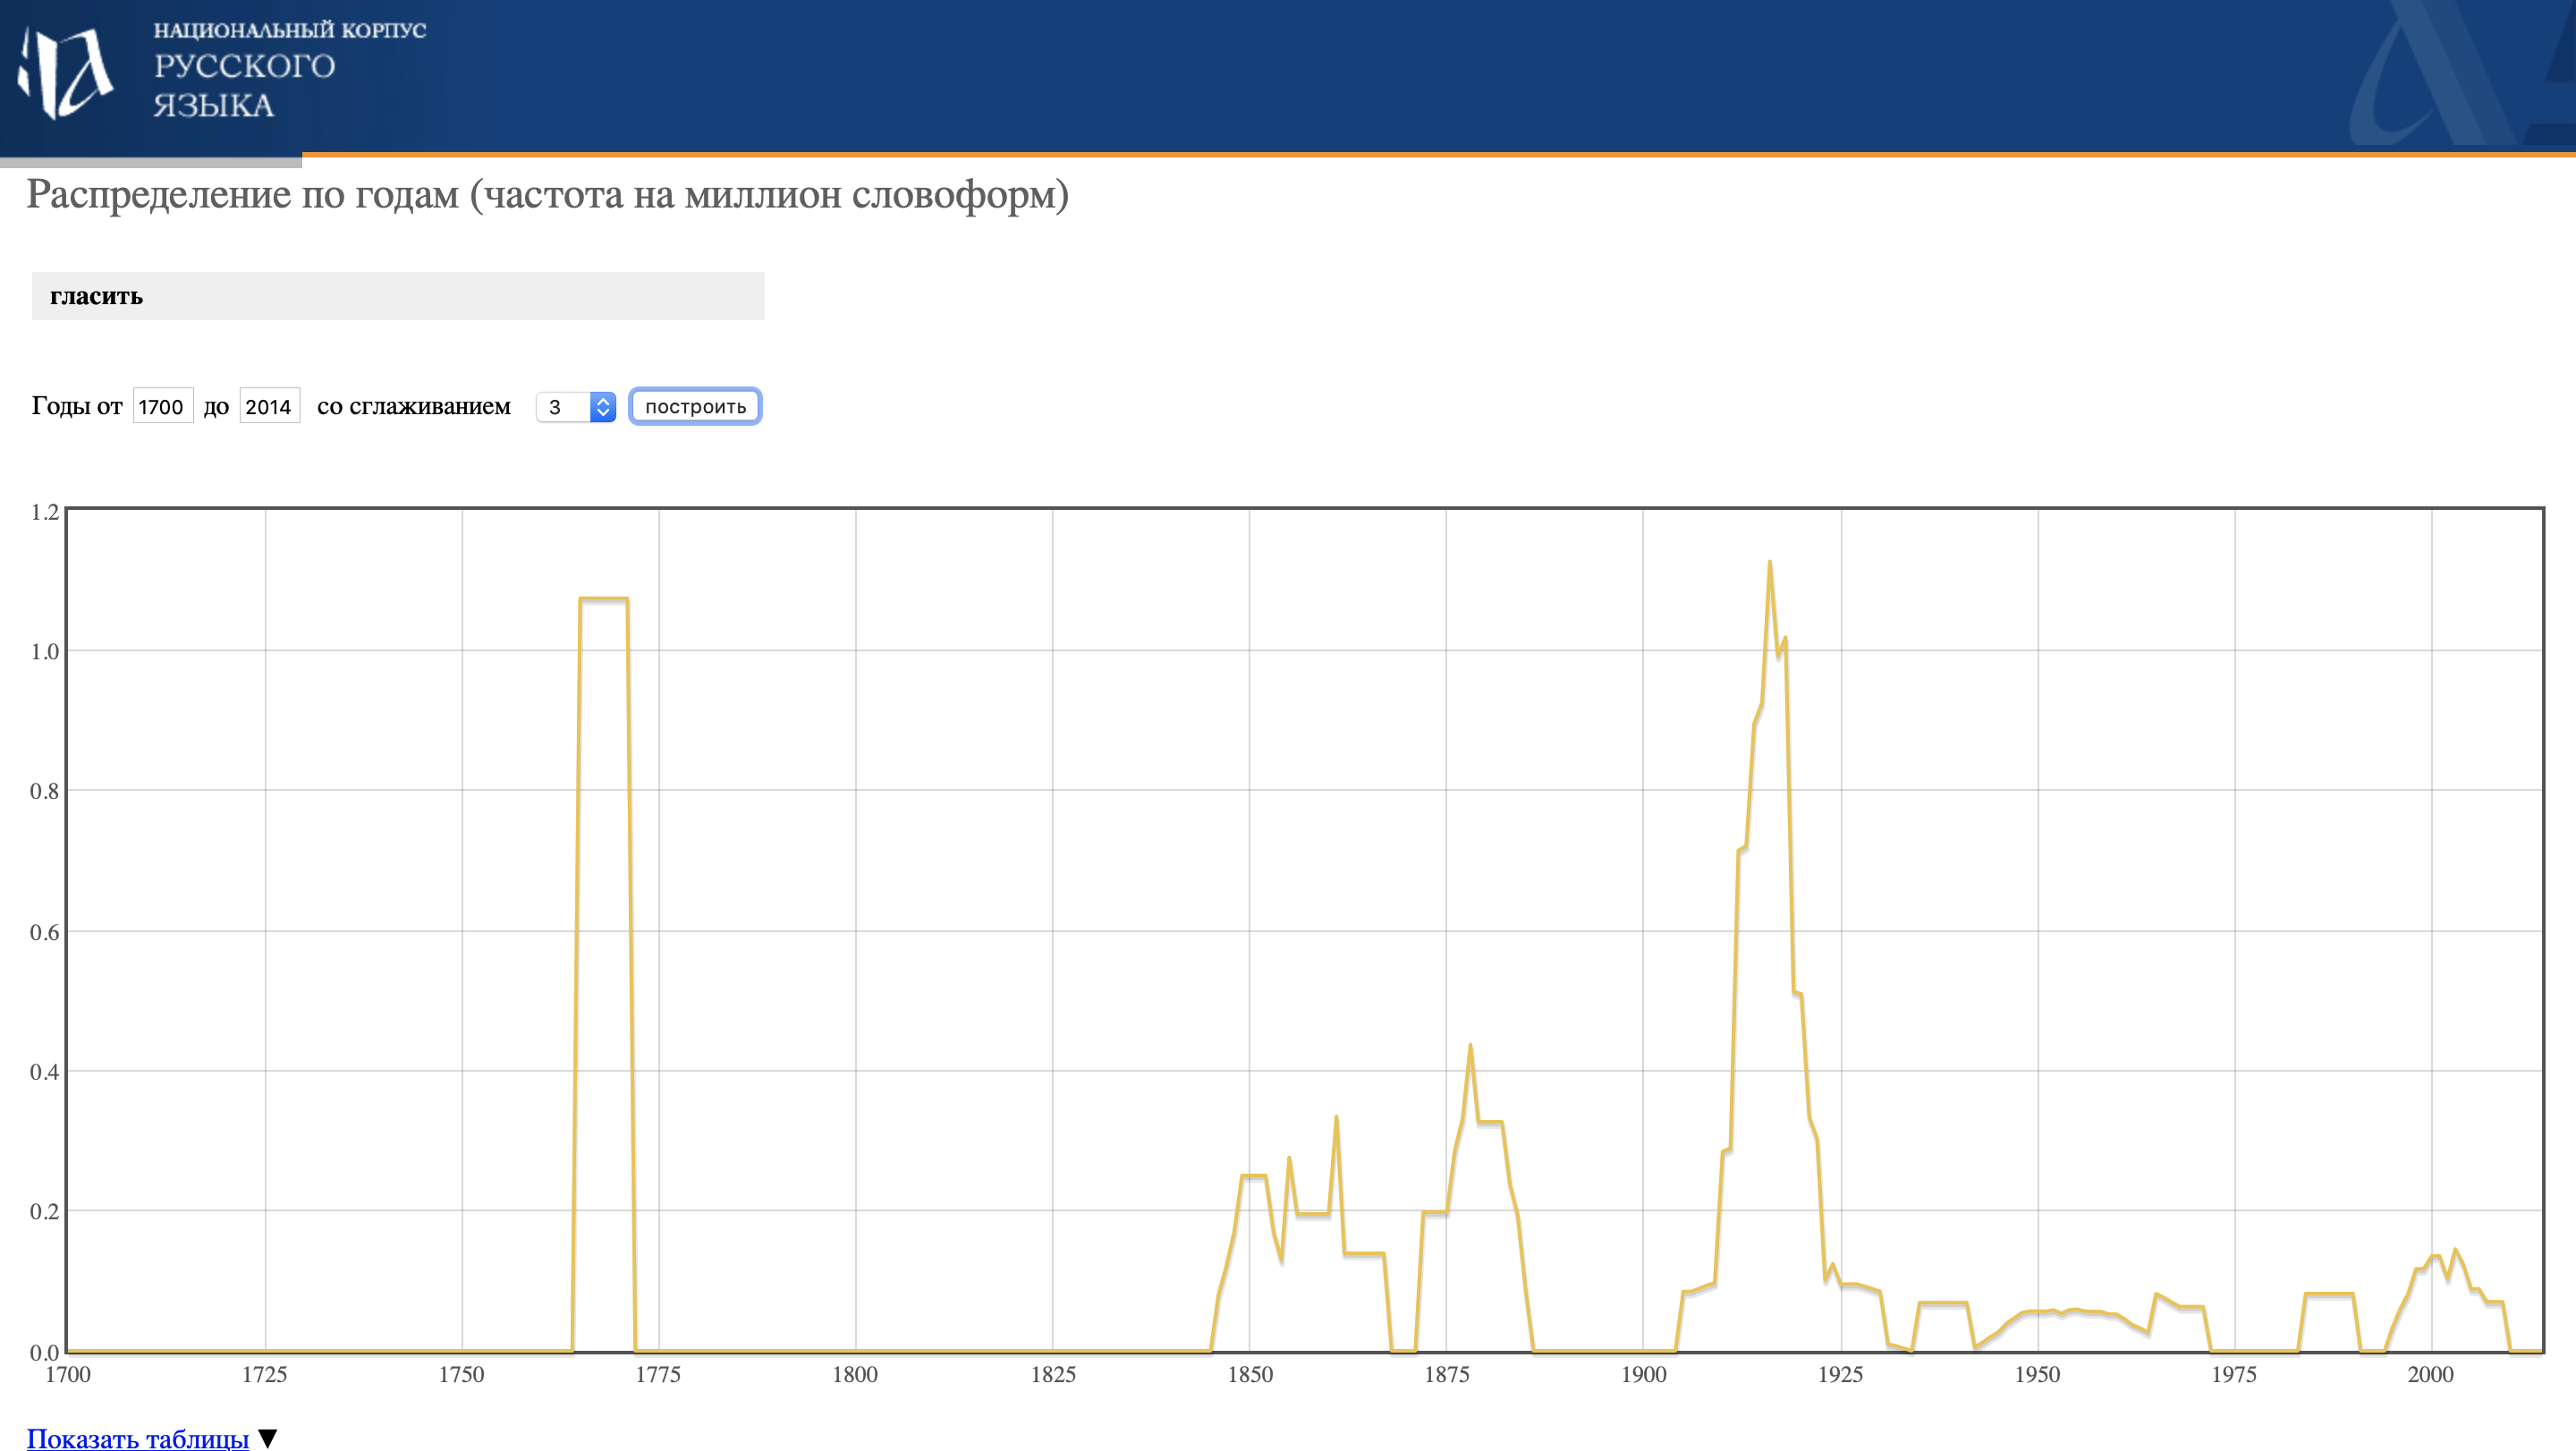 НАЦИОНАЛЬНЫЙ КОРПУС
РУССКОГО
ЯЗЫКА
Распределение по годам (частота на миллион словоформ)
гласить
Годы от 1700 до 2014 со сглаживанием 3 построить
1.2
1.0
0.8
0.6
0.4
0.2
0.0
1700 1725 1750 1775 1800 1825 1850 1875 1900 1925 1950 1975 2000
Показать таблицы ▼